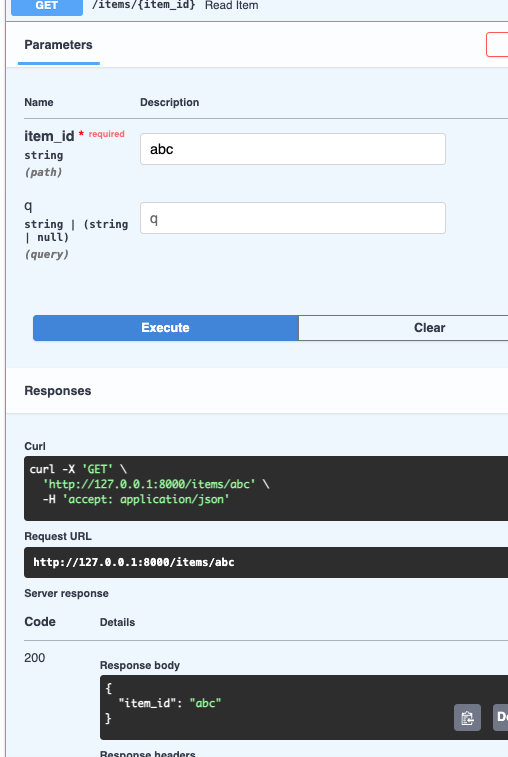 GET /items/{item_id} Read Item
Parameters
Name Description
item_id * required
string
(path)
abc
q
string | (string
| null)
(query)
q
Execute Clear
Responses
Curl
curl -X 'GET' \
'http://127.0.0.1:8000/items/abc' \
-H 'accept: application/json'
Request URL
http://127.0.0.1:8000/items/abc
Server response
Code Details
200
Response body
{
"item_id": "abc"
}
Response headers